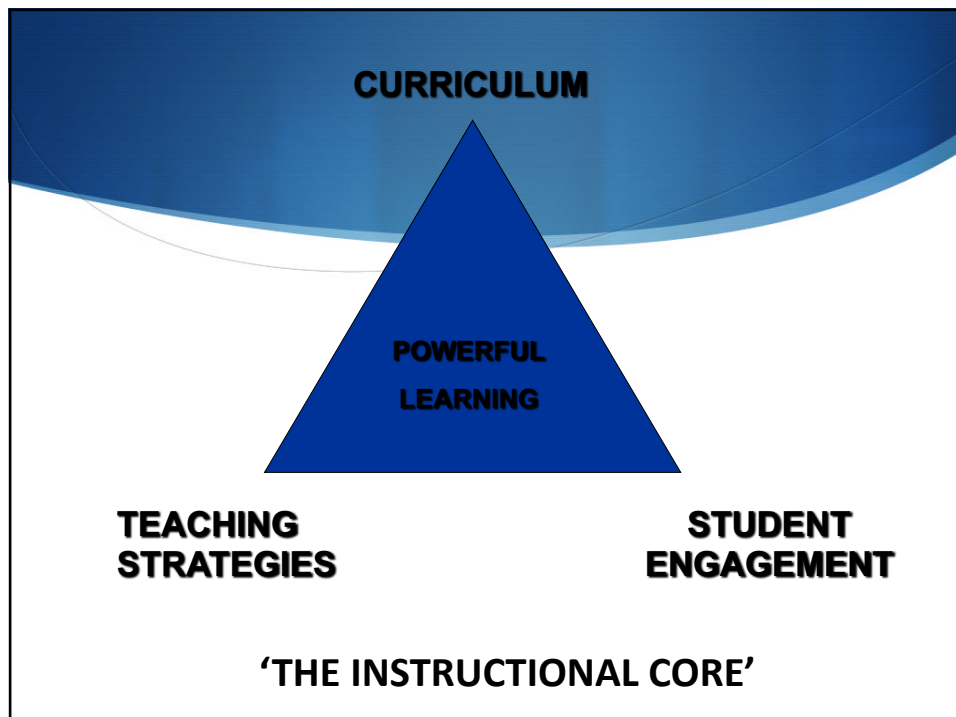 CURRICULUM
POWERFUL
LEARNING
TEACHING
STRATEGIES
STUDENT
ENGAGEMENT
‘THE INSTRUCTIONAL CORE’